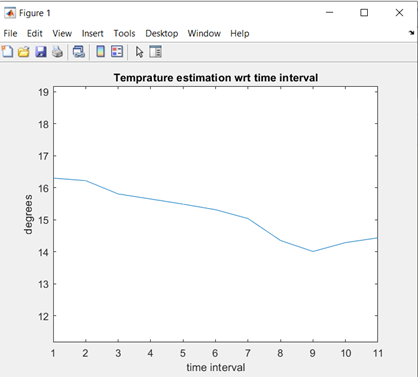 Figure 1
File Edit View Insert Tools Desktop Window Help
Temprature estimation wrt time interval
19
18
17
16
15
14
13
12
degrees
1 2 3 4 5 6 7 8 9 10 11
time interval